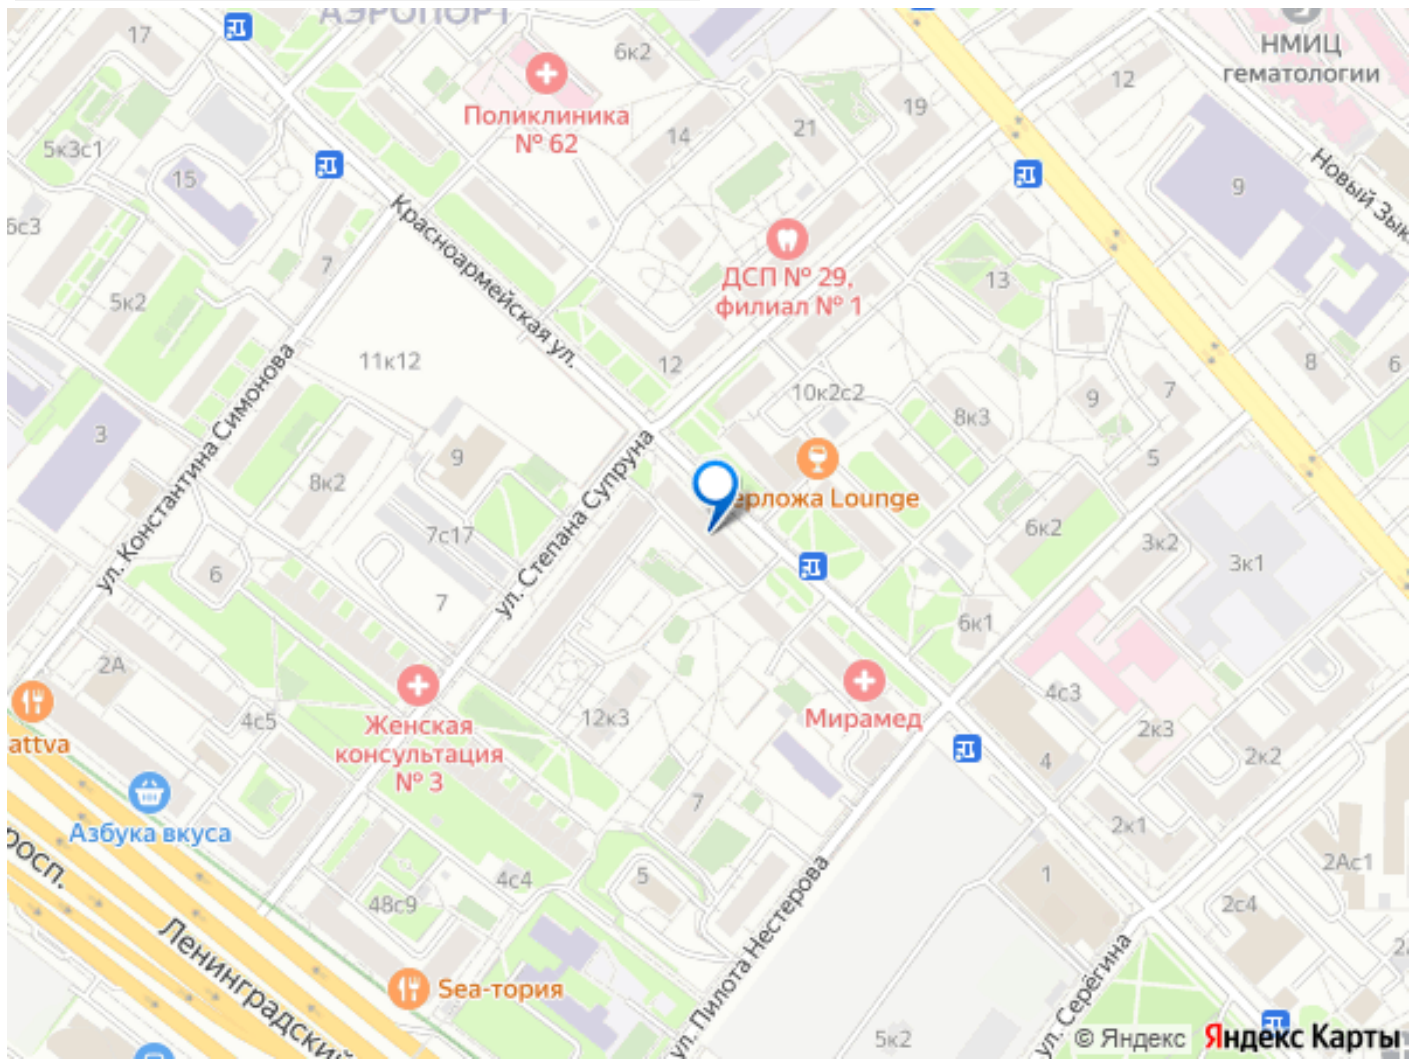 АЭРОПОРТ
17
6к2
НМИЦ
гематологии
12
Поликлиника
№ 62
14
21
19
5к3с1
15
9
Новый Зык
Красноармейская ул.
6с3
7
ДСП № 29,
филиал № 1
13
5к2
11к12
12
10к2с2
8к3
9
7
8
6
ул. Константина Симонова
3
9
8к2
5
ул. Степана Супруна
ерложа Lounge
7с17
6к2
3к2
3к1
6
7
6к1
2А
4с5
Женская
консультация
№ 3
12к3
Мирамед
4с3
2к3
2к2
4
attva
Азбука вкуса
7
2к1
росп.
4с4
5
1
2Ас1
48с9
2с4
Ленинградский
Sea-тория
ул. Пилота Нестерова
ул. Серёгина
5к2
© Яндекс Яндекс Карты